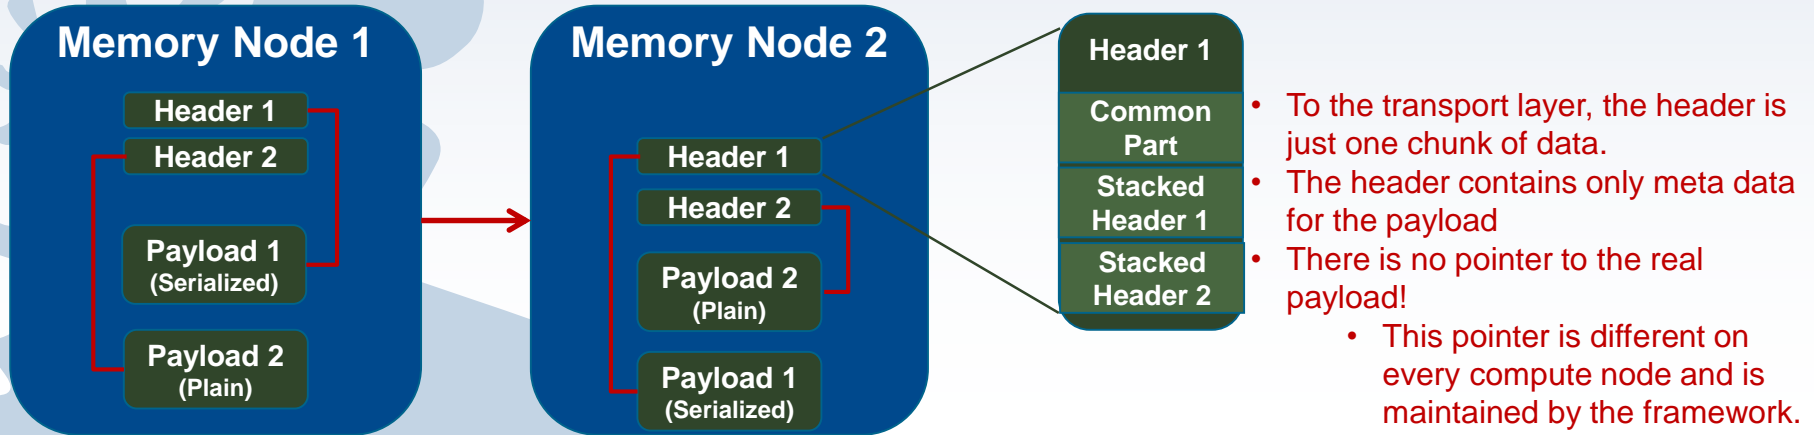 Memory Node 1
Header 1
Header 2
Payload 1
(Serialized)
Payload 2
(Plain)
Memory Node 2
Header 1
Header 2
Payload 2
(Plain)
Payload 1
(Serialized)
Header 1
Common
Part
Stacked
Header 1
Stacked
Header 2
• To the transport layer, the header is
just one chunk of data.
• The header contains only meta data
for the payload
• There is no pointer to the real
payload!
• This pointer is different on
every compute node and is
maintained by the framework.